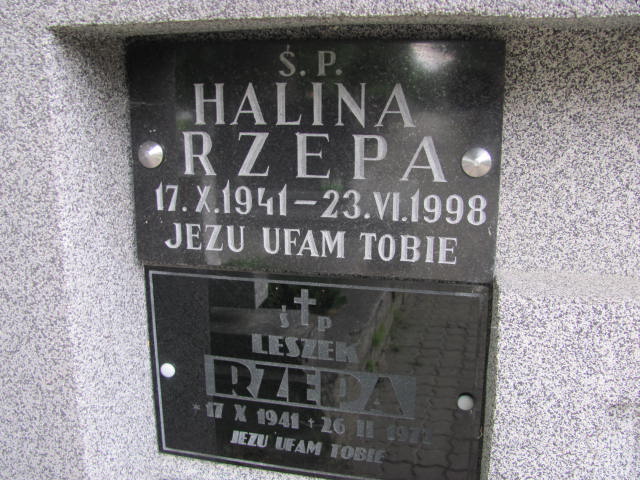 Ś. P.
HALINA
RZEPA
17. X. 1941 – 23. VI. 1998
JEZU UFAM TOBIE
Ś P
LESZEK
RZEPA
* 17 X 1941 + 26 II
JEZU UFAM TOBIE